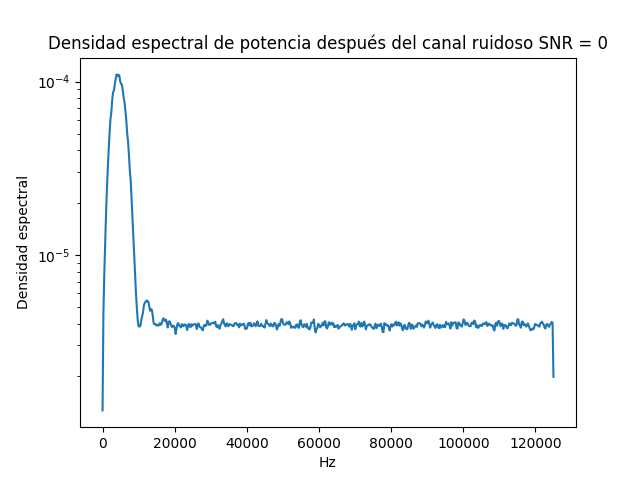 Densidad espectral de potencia después del canal ruidoso SNR = 0
10⁻⁴
10⁻⁵
Densidad espectral
0 20000 40000 60000 80000 100000 120000
Hz